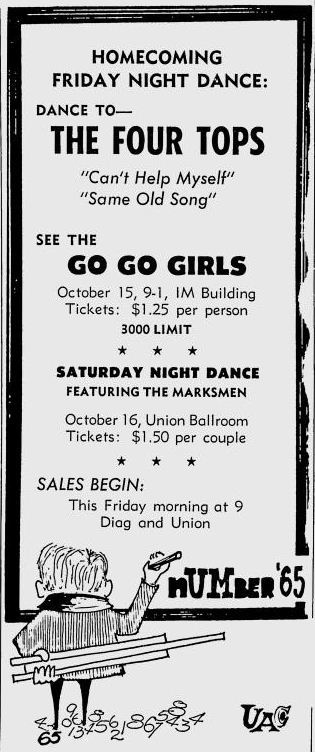 HOMECOMING
FRIDAY NIGHT DANCE:
DANCE TO—
THE FOUR TOPS
"Can't Help Myself"
"Same Old Song"
SEE THE
GO GO GIRLS
October 15, 9-1, IM Building
Tickets: $1.25 per person
3000 LIMIT
★ ★ ★
SATURDAY NIGHT DANCE
FEATURING THE MARKSMEN
October 16, Union Ballroom
Tickets: $1.50 per couple
★ ★ ★
SALES BEGIN:
This Friday morning at 9
Diag and Union
nUMBER '65
65
UAC